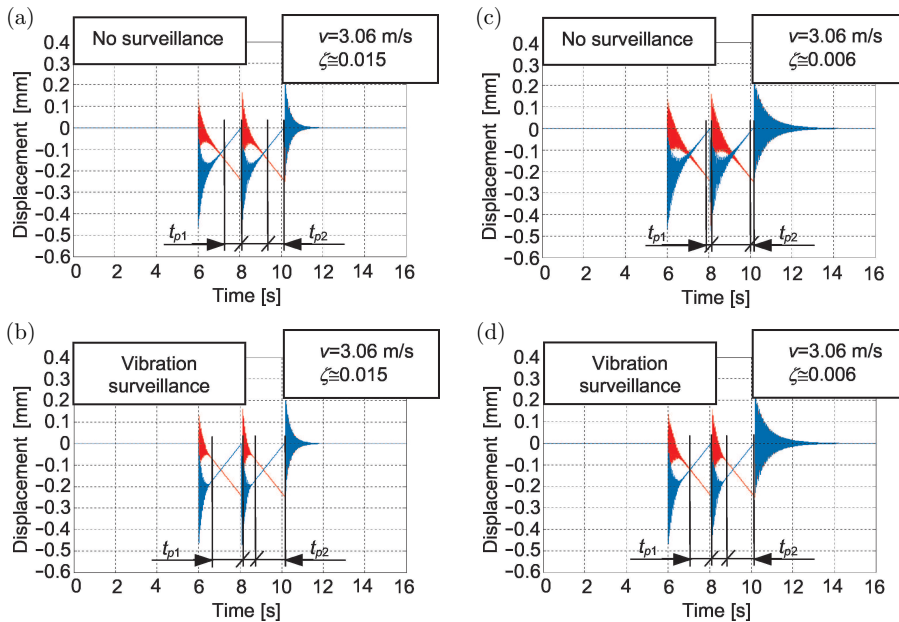 (a)
No surveillance
v=3.06 m/s
ζ≅0.015
Displacement [mm]
0.4
0.3
0.2
0.1
0
−0.1
−0.2
−0.3
−0.4
−0.5
−0.6
tp1
tp2
0 2 4 6 8 10 12 14 16
Time [s]
(c)
No surveillance
v=3.06 m/s
ζ≅0.006
Displacement [mm]
0.4
0.3
0.2
0.1
0
−0.1
−0.2
−0.3
−0.4
−0.5
−0.6
tp1
tp2
0 2 4 6 8 10 12 14 16
Time [s]
(b)
Vibration
surveillance
v=3.06 m/s
ζ≅0.015
Displacement [mm]
0.4
0.3
0.2
0.1
0
−0.1
−0.2
−0.3
−0.4
−0.5
−0.6
tp1
tp2
0 2 4 6 8 10 12 14 16
Time [s]
(d)
Vibration
surveillance
v=3.06 m/s
ζ≅0.006
Displacement [mm]
0.4
0.3
0.2
0.1
0
−0.1
−0.2
−0.3
−0.4
−0.5
−0.6
tp1
tp2
0 2 4 6 8 10 12 14 16
Time [s]